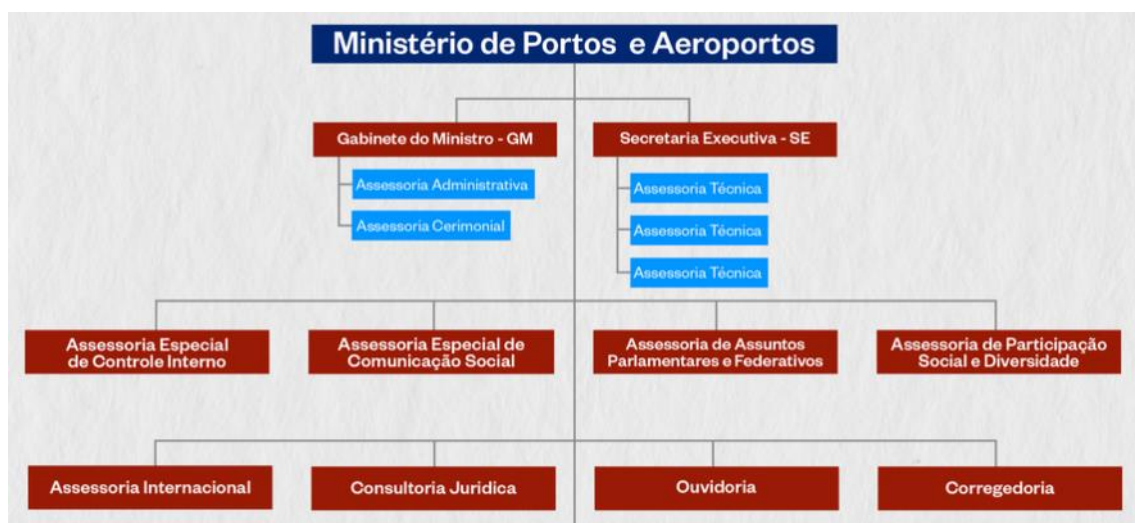 Ministério de Portos e Aeroportos
Gabinete do Ministro - GM
Secretaria Executiva - SE
Assessoria Administrativa
Assessoria Cerimonial
Assessoria Técnica
Assessoria Técnica
Assessoria Técnica
Assessoria Especial
de Controle Interno
Assessoria Especial de
Comunicação Social
Assessoria de Assuntos
Parlamentares e Federativos
Assessoria de Participação
Social e Diversidade
Assessoria Internacional
Consultoria Juridica
Ouvidoria
Corregedoria